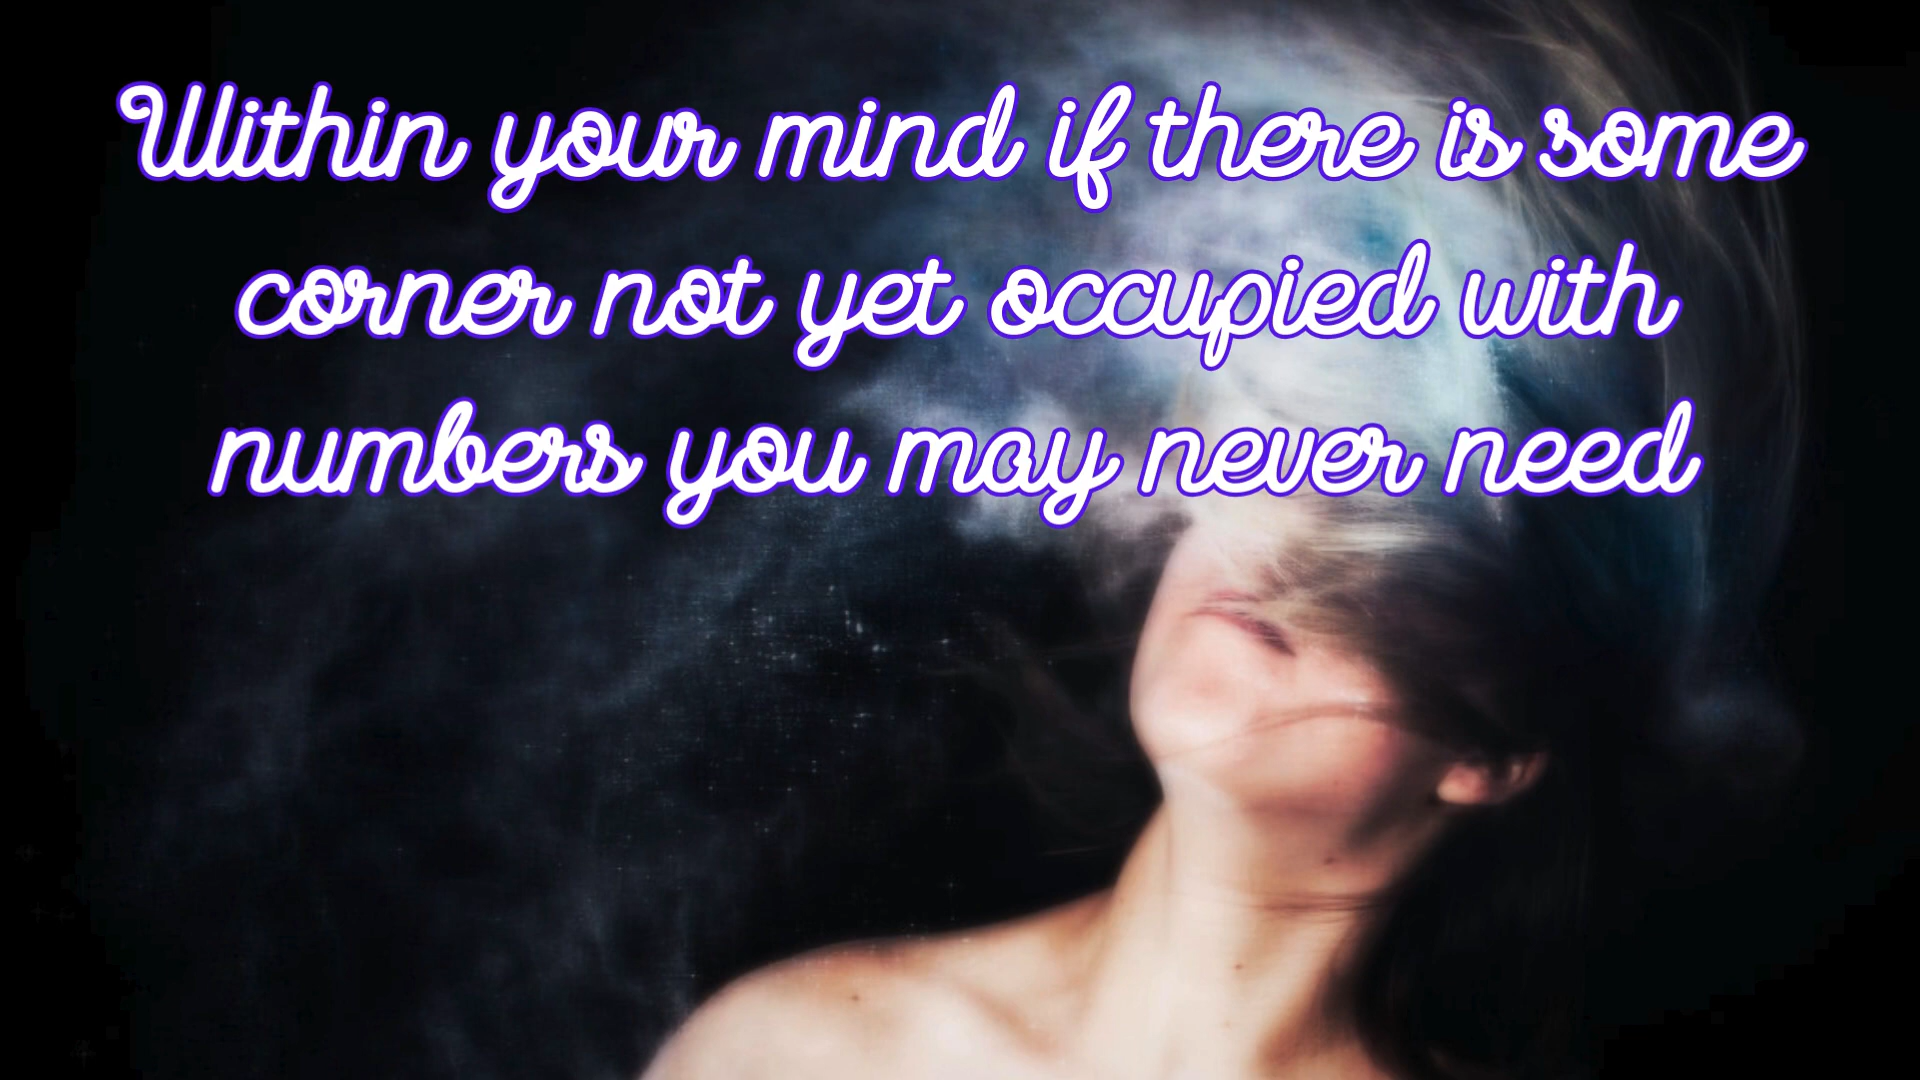 Within your mind if there is some
corner not yet occupied with
numbers you may never need